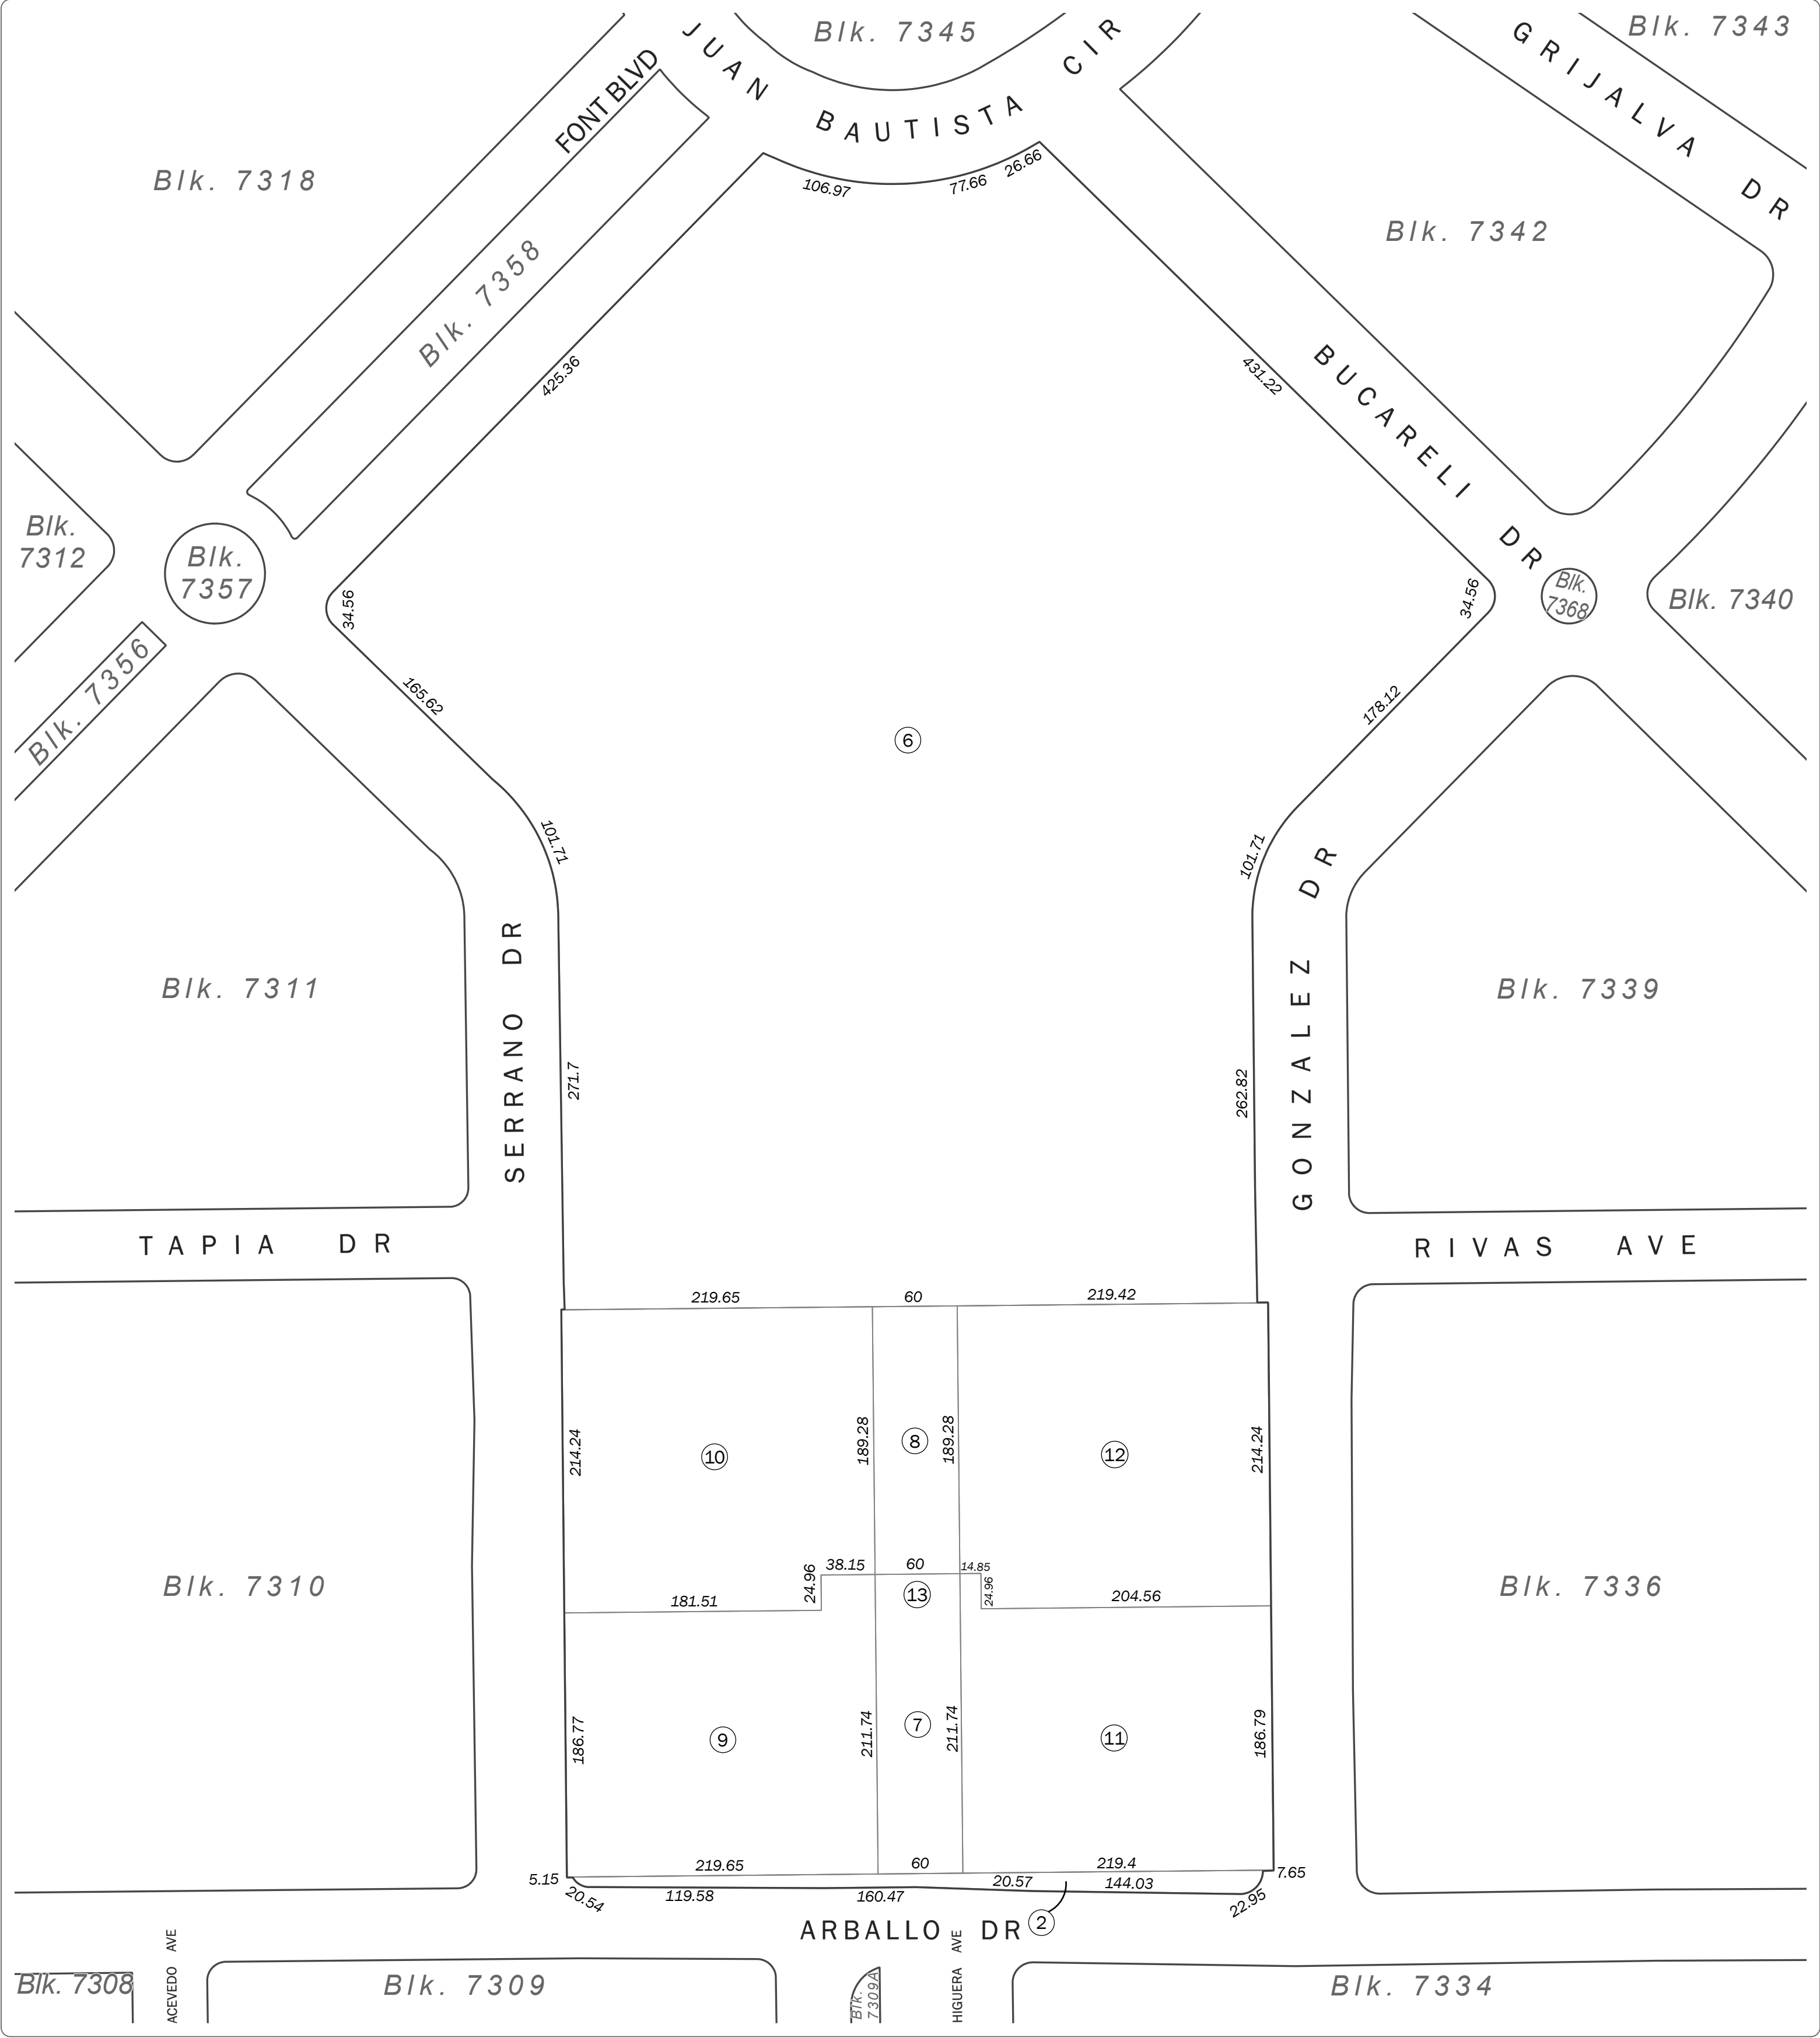 Blk. 7345
Blk. 7343
JUAN BAUTISTA CIR
GRIJALVA DR
FONT BLVD
Blk. 7318
106.97
77.66
26.66
Blk. 7342
Blk. 7358
425.36
431.22
BUCARELI DR
Blk.
7312
Blk.
7357
34.56
34.56
Blk.
7368
Blk. 7340
Blk. 7356
165.62
178.12
6
101.71
101.71
Blk. 7311
SERRANO DR
271.7
262.82
GONZALEZ DR
Blk. 7339
TAPIA DR
RIVAS AVE
219.65
60
219.42
214.24
10
189.28
8
189.28
12
214.24
Blk. 7310
181.51
24.96
38.15
60
14.85
24.96
13
204.56
Blk. 7336
186.77
9
211.74
7
211.74
11
186.79
219.65
60
219.4
5.15
20.54
119.58
160.47
20.57
144.03
22.95
7.65
2
ARBALLO DR
Blk. 7308
ACEVEDO AVE
Blk. 7309
Blk.
7309A
HIGUERA AVE
Blk. 7334